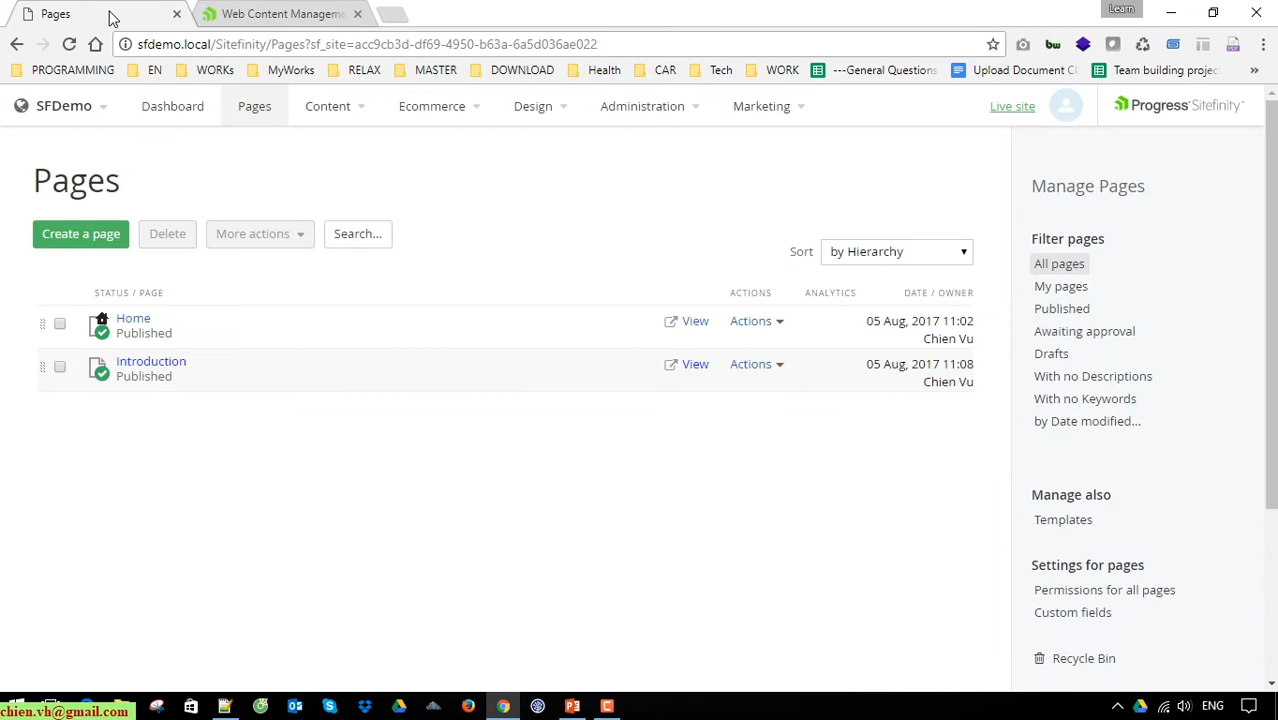 Pages
Web Content Manageme
Learn
sfdemo.local/Sitefinity/Pages?sf_site=acc9cb3d-df69-4950-b63a-6a5d036ae022
PROGRAMMING EN WORKs MyWorks RELAX MASTER DOWNLOAD Health CAR Tech WORK ---General Questions Upload Document Cl Team building projec
SFDemo Dashboard Pages Content Ecommerce Design Administration Marketing Live site Progress Sitefinity
Pages
Create a page Delete More actions Search...
Sort by Hierarchy
STATUS / PAGE ACTIONS ANALYTICS DATE / OWNER
Home View Actions 05 Aug, 2017 11:02
Published Chien Vu
Introduction View Actions 05 Aug, 2017 11:08
Published Chien Vu
Manage Pages
Filter pages
All pages
My pages
Published
Awaiting approval
Drafts
With no Descriptions
With no Keywords
by Date modified...
Manage also
Templates
Settings for pages
Permissions for all pages
Custom fields
Recycle Bin
chien.vh@gmail.com
ENG